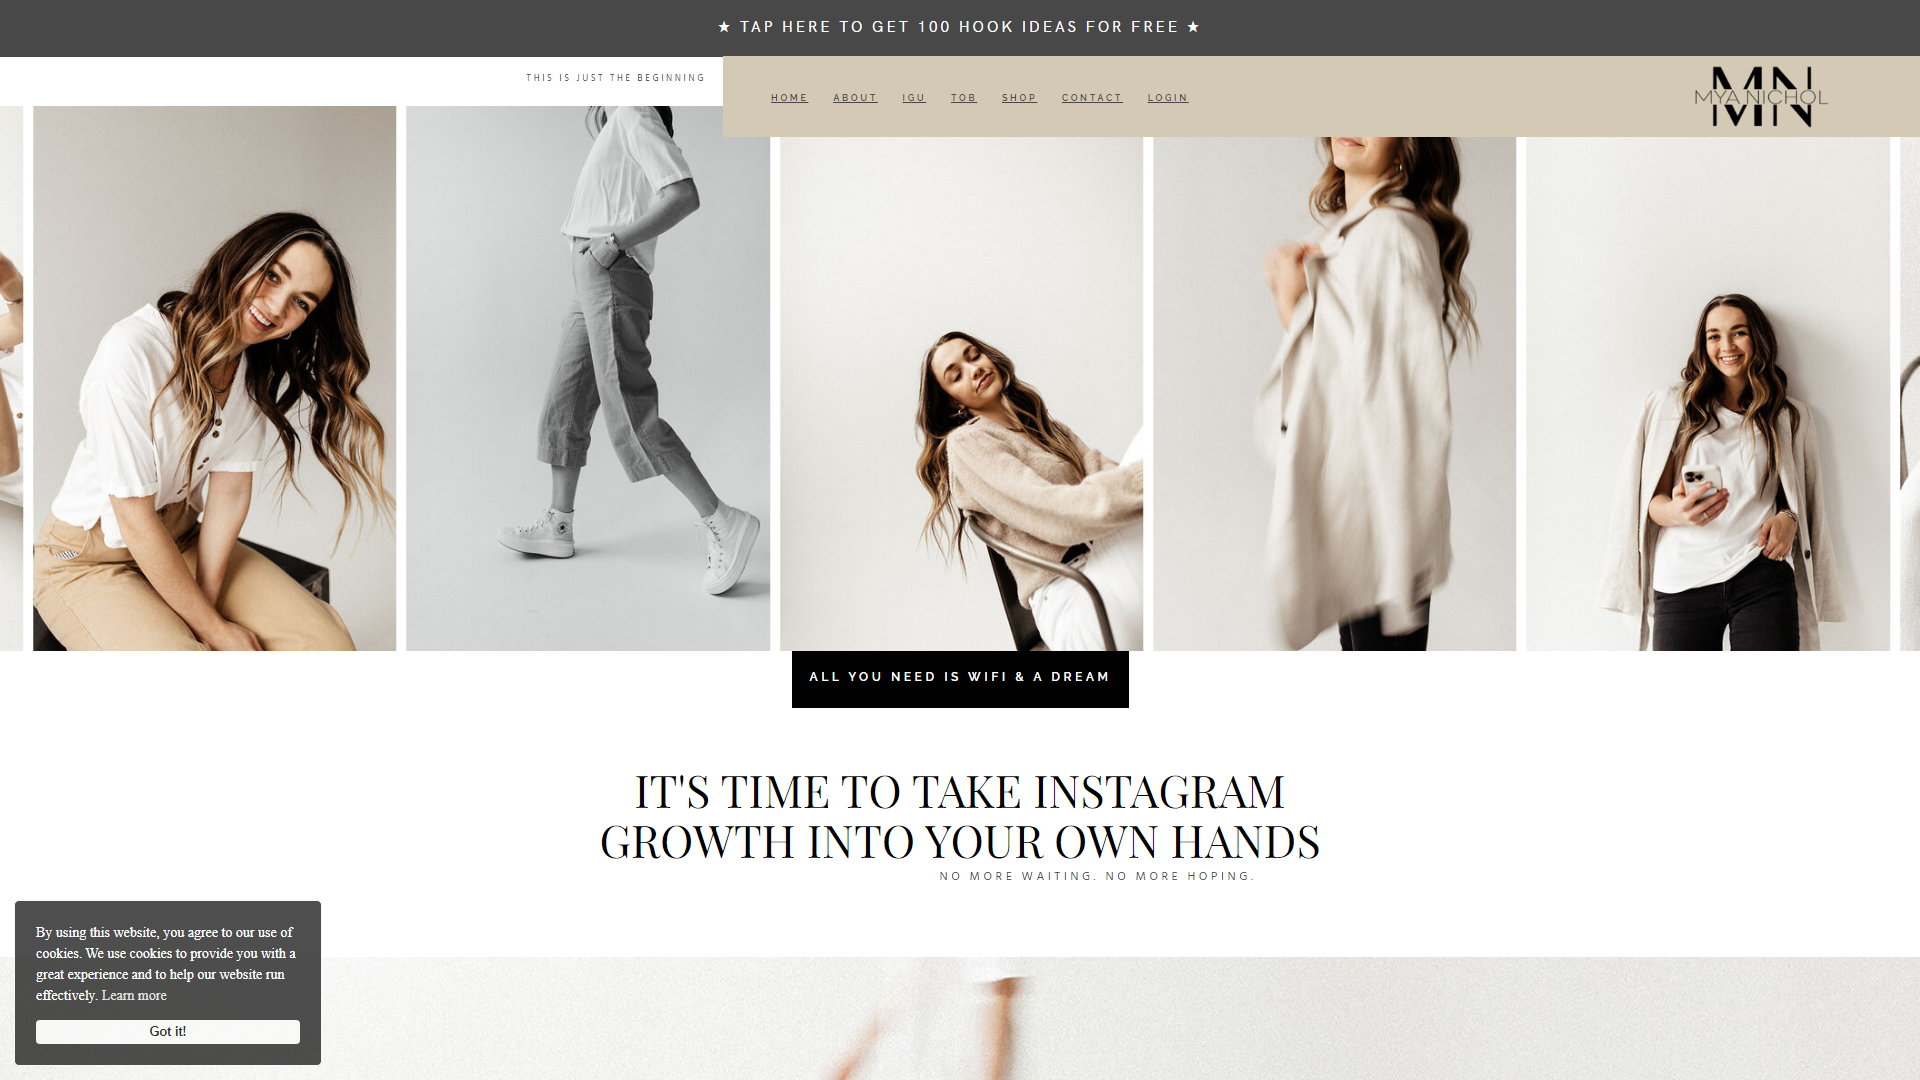 ★ TAP HERE TO GET 100 HOOK IDEAS FOR FREE ★
THIS IS JUST THE BEGINNING
HOME ABOUT IGU TOB SHOP CONTACT LOGIN
MN
MYA NICHOL
MN
ALL YOU NEED IS WIFI & A DREAM
IT'S TIME TO TAKE INSTAGRAM
GROWTH INTO YOUR OWN HANDS
NO MORE WAITING. NO MORE HOPING.
By using this website, you agree to our use of
cookies. We use cookies to provide you with a
great experience and to help our website run
effectively. Learn more
Got it!